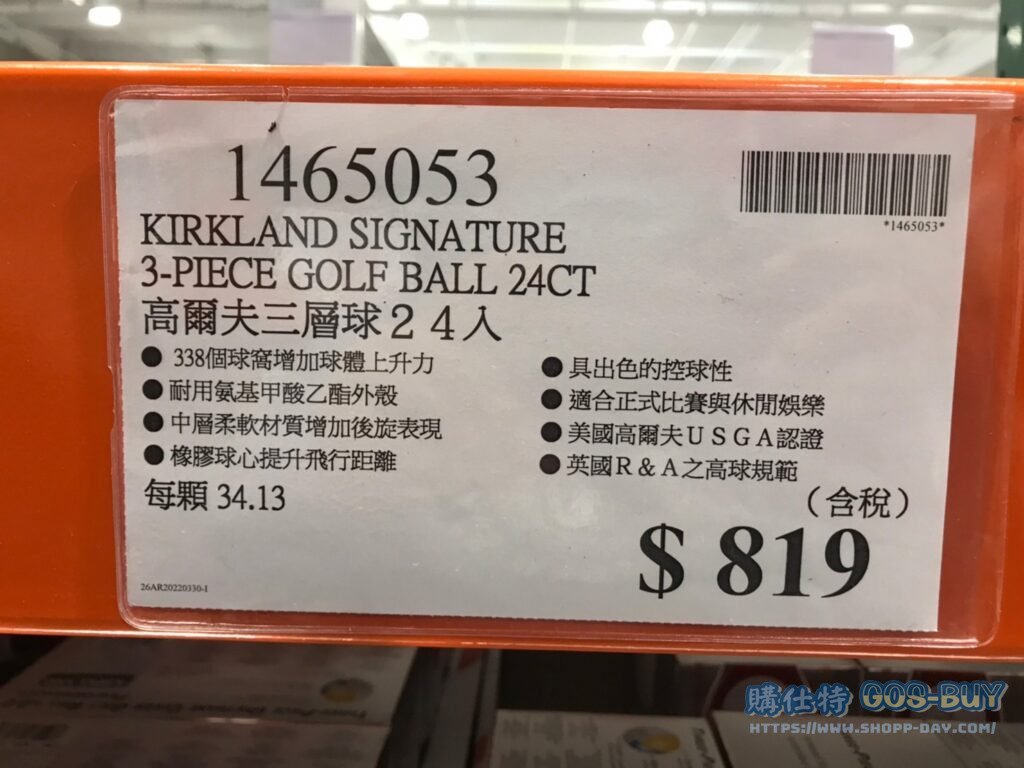 1465053
*1465053*
KIRKLAND SIGNATURE
3-PIECE GOLF BALL 24CT
高爾夫三層球２４入
● 338個球窩增加球體上升力
● 耐用氨基甲酸乙酯外殼
● 中層柔軟材質增加後旋表現
● 橡膠球心提升飛行距離
● 具出色的控球性
● 適合正式比賽與休閒娛樂
● 美國高爾夫ＵＳＧＡ認證
● 英國Ｒ＆Ａ之高球規範
每顆 34.13
（含稅）
$ 819
26AR20220330-1
購仕特 GOS-BUY
HTTPS://WWW.SHOPP-DAY.COM/